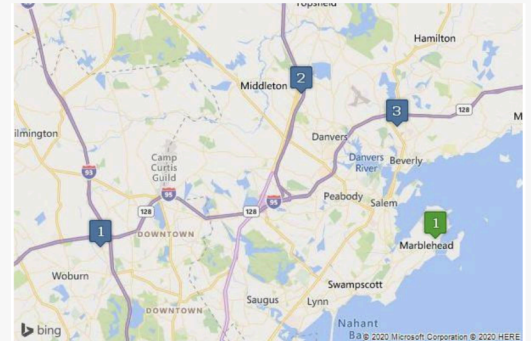 Topsfield
Hamilton
Middleton
2
3
128
M
ilmington
Danvers
Camp
Curtis
Guild
Danvers
River
Beverly
95
95
128
128
95
Peabody
Salem
1
DOWNTOWN
1
Marblehead
Woburn
Swampscott
Saugus
Lynn
DOWNTOWN
Nahant
Ba
bing
© 2020 Microsoft Corporation © 2020 HERE